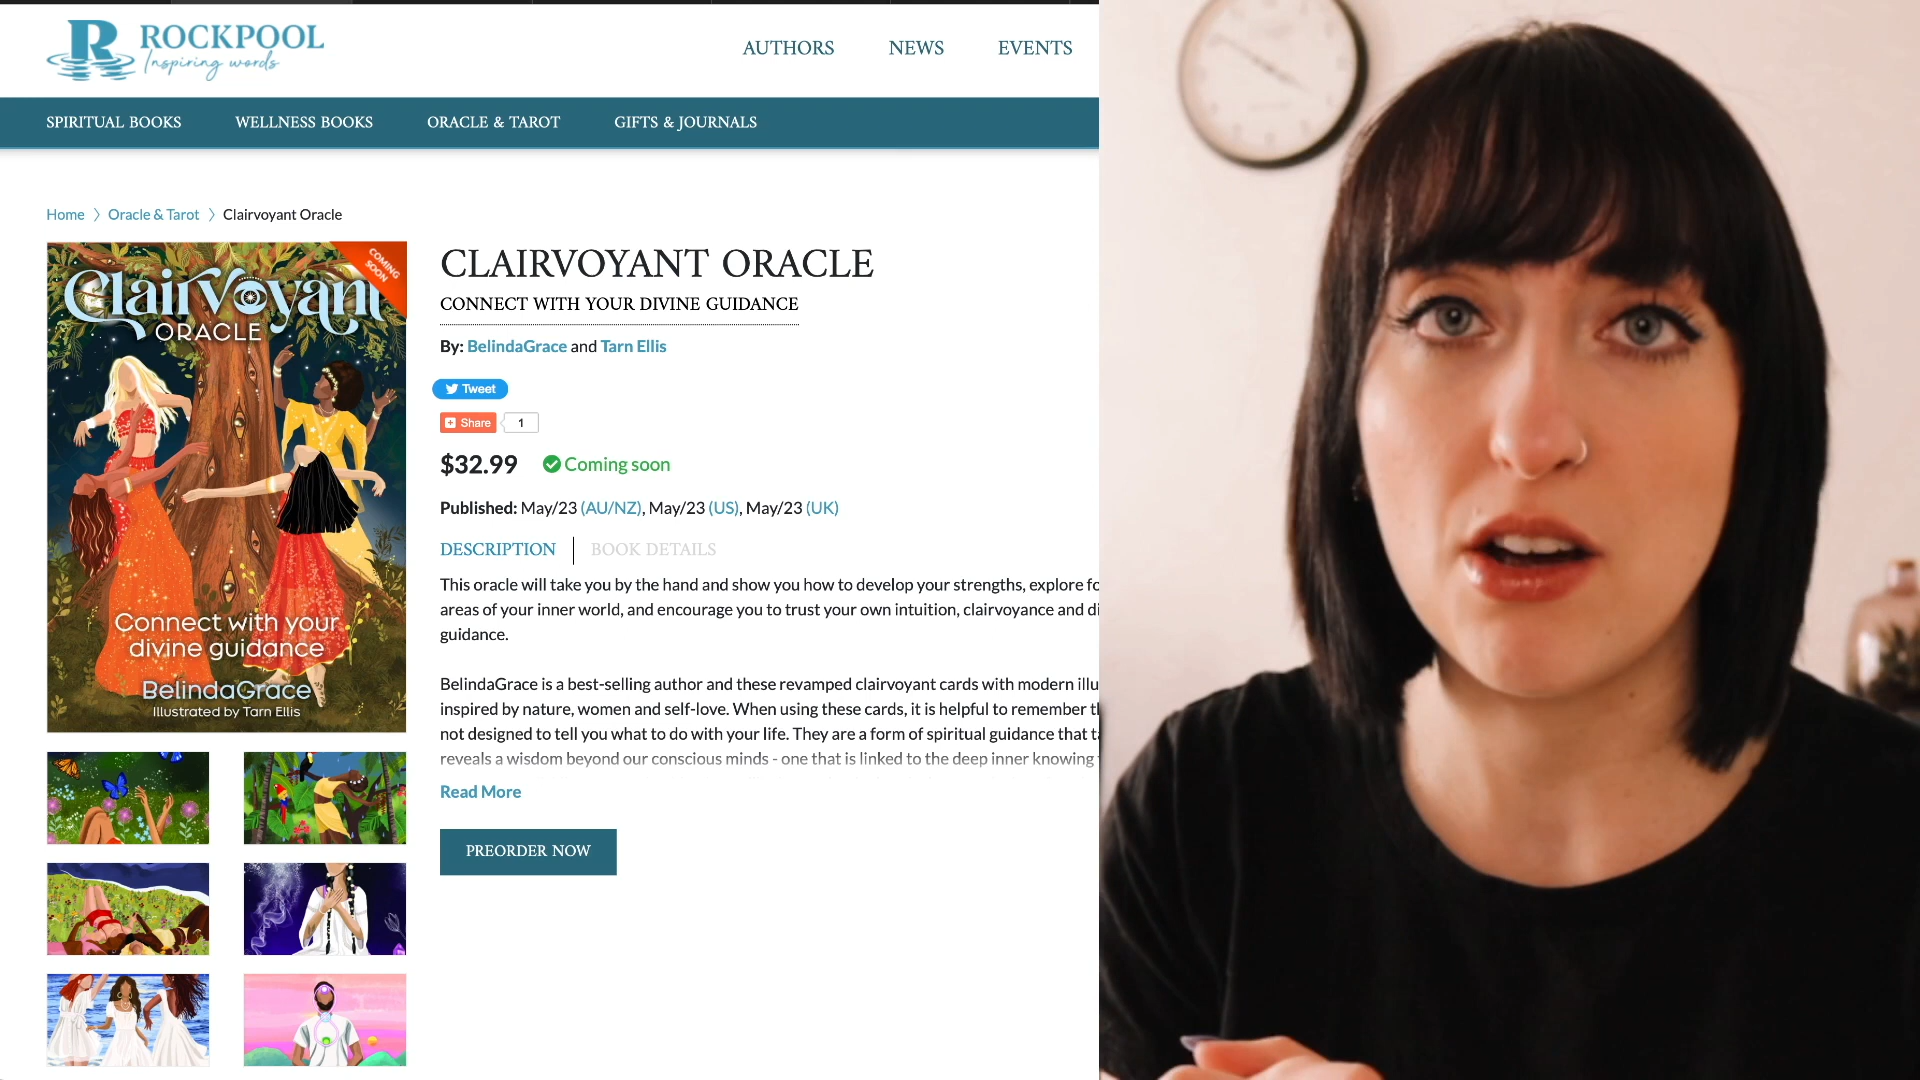 ROCKPOOL
Inspiring words
AUTHORS
NEWS
EVENTS
SPIRITUAL BOOKS
WELLNESS BOOKS
ORACLE & TAROT
GIFTS & JOURNALS
Home > Oracle & Tarot > Clairvoyant Oracle
COMING SOON
Clairvoyant
ORACLE
Connect with your
divine guidance
BelindaGrace
Illustrated by Tarn Ellis
CLAIRVOYANT ORACLE
CONNECT WITH YOUR DIVINE GUIDANCE
By: BelindaGrace and Tarn Ellis
Tweet
Share 1
$32.99 Coming soon
Published: May/23 (AU/NZ), May/23 (US), May/23 (UK)
DESCRIPTION
BOOK DETAILS
This oracle will take you by the hand and show you how to develop your strengths, explore
areas of your inner world, and encourage you to trust your own intuition, clairvoyance and
guidance.
BelindaGrace is a best-selling author and these revamped clairvoyant cards with modern
inspired by nature, women and self-love. When using these cards, it is helpful to remember
not designed to tell you what to do with your life. They are a form of spiritual guidance that
reveals a wisdom beyond our conscious minds - one that is linked to the deep inner knowing
Read More
PREORDER NOW